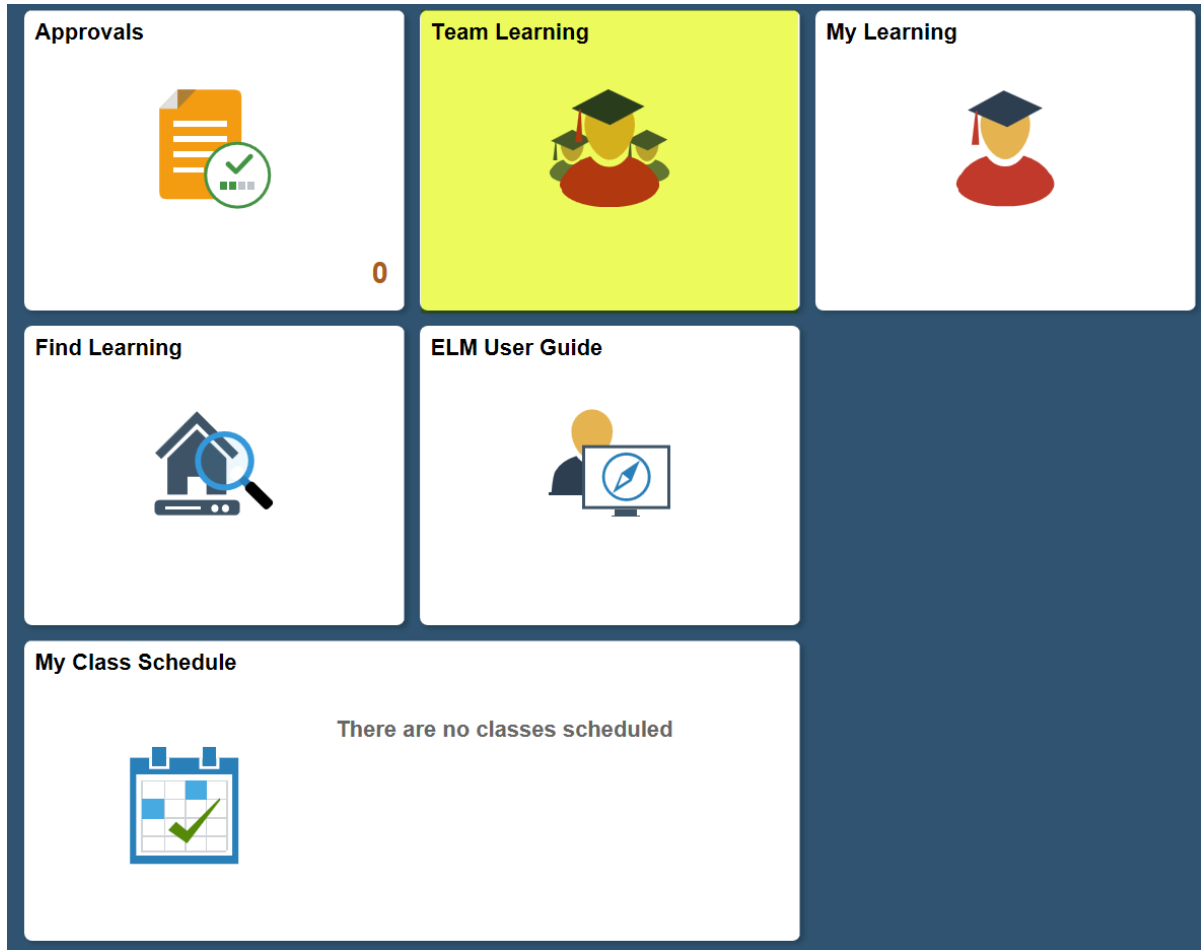 Approvals
Team Learning
My Learning
0
Find Learning
ELM User Guide
My Class Schedule
There are no classes scheduled